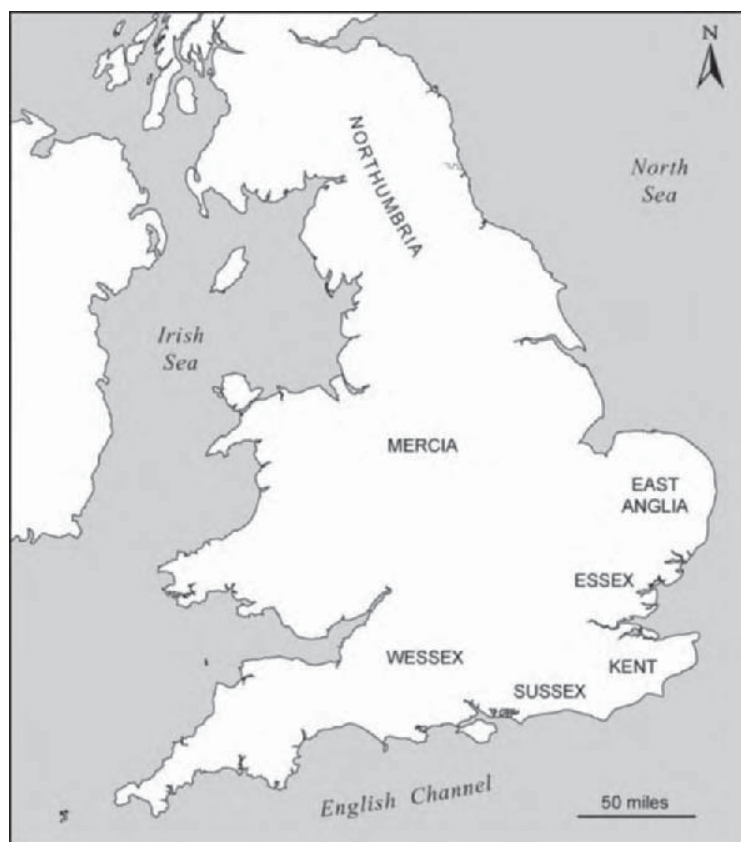 N
NORTHUMBRIA
North
Sea
Irish
Sea
MERCIA
EAST
ANGLIA
ESSEX
WESSEX
KENT
SUSSEX
English Channel
50 miles